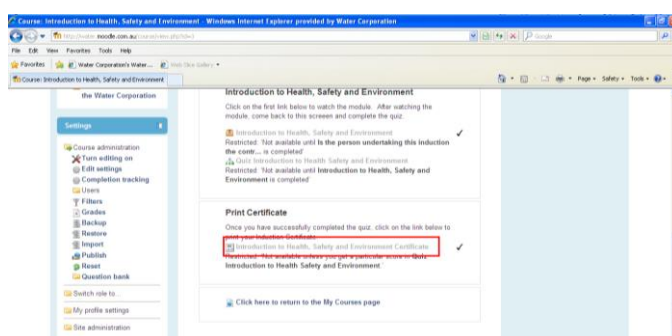 Course: Introduction to Health, Safety and Environment - Windows Internet Explorer provided by Water Corporation
moodle.com.au
Google
File Edit View Favorites Tools Help
Favorites Water Corporation's Water ...
Course: Introduction to Health, Safety and Environment
Page Safety Tools
the Water Corporation
Settings
Course administration
Turn editing on
Edit settings
Completion tracking
Users
Filters
Grades
Backup
Restore
Import
Publish
Reset
Question bank
Switch role to...
My profile settings
Site administration
Introduction to Health, Safety and Environment
Click on the first link below to watch the module. After watching the
module, come back to this screen and complete the quiz.
Introduction to Health, Safety and Environment
Restricted: 'Not available until Is the person undertaking this induction
the contr... is completed'
Quiz Introduction to Health Safety and Environment
Restricted: 'Not available until Introduction to Health, Safety and
Environment is completed'
Print Certificate
Once you have successfully completed the quiz, click on the link below to
print your Induction Certificate
Introduction to Health, Safety and Environment Certificate
Restricted: 'Not available unless you get a particular score in Quiz
Introduction to Health Safety and Environment.'
Click here to return to the My Courses page